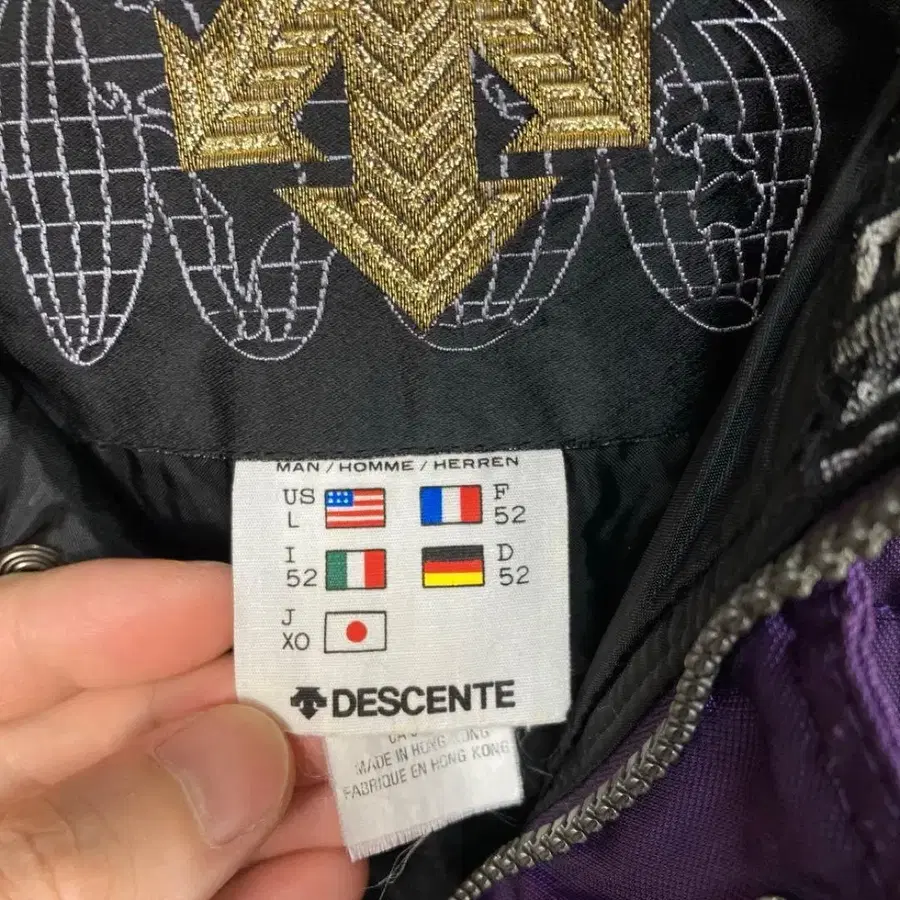 MAN / HOMME / HERREN
US L F 52
I 52 D 52
J XO
DESCENTE
MADE IN HONG KONG
FABRIQUE EN HONG KONG